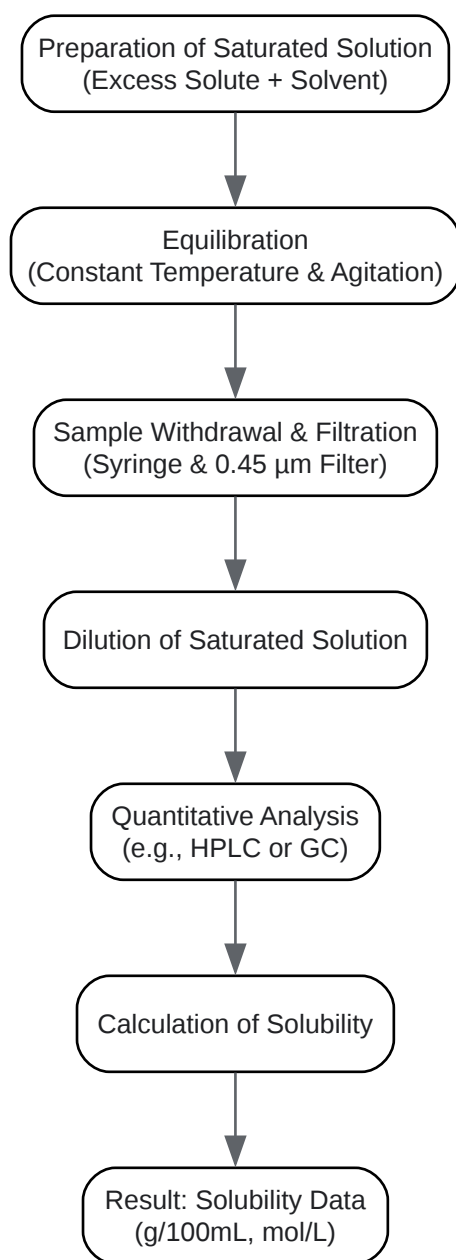 Preparation of Saturated Solution
(Excess Solute + Solvent)
Equilibration
(Constant Temperature & Agitation)
Sample Withdrawal & Filtration
(Syringe & 0.45 µm Filter)
Dilution of Saturated Solution
Quantitative Analysis
(e.g., HPLC or GC)
Calculation of Solubility
Result: Solubility Data
(g/100mL, mol/L)